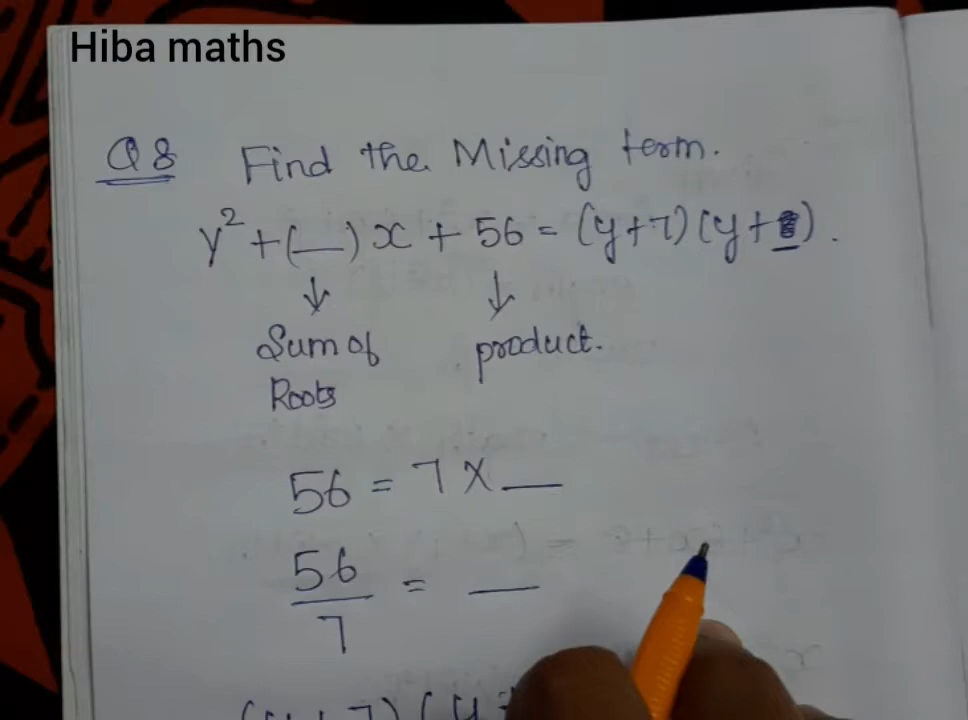 Hiba maths
Q8 Find the Missing term.
y² + (__) x + 56 = (y+7) (y+8).
↓ ↓
Sum of product.
Roots
56 = 7 X __
56/7 = __
(y+7) (y+